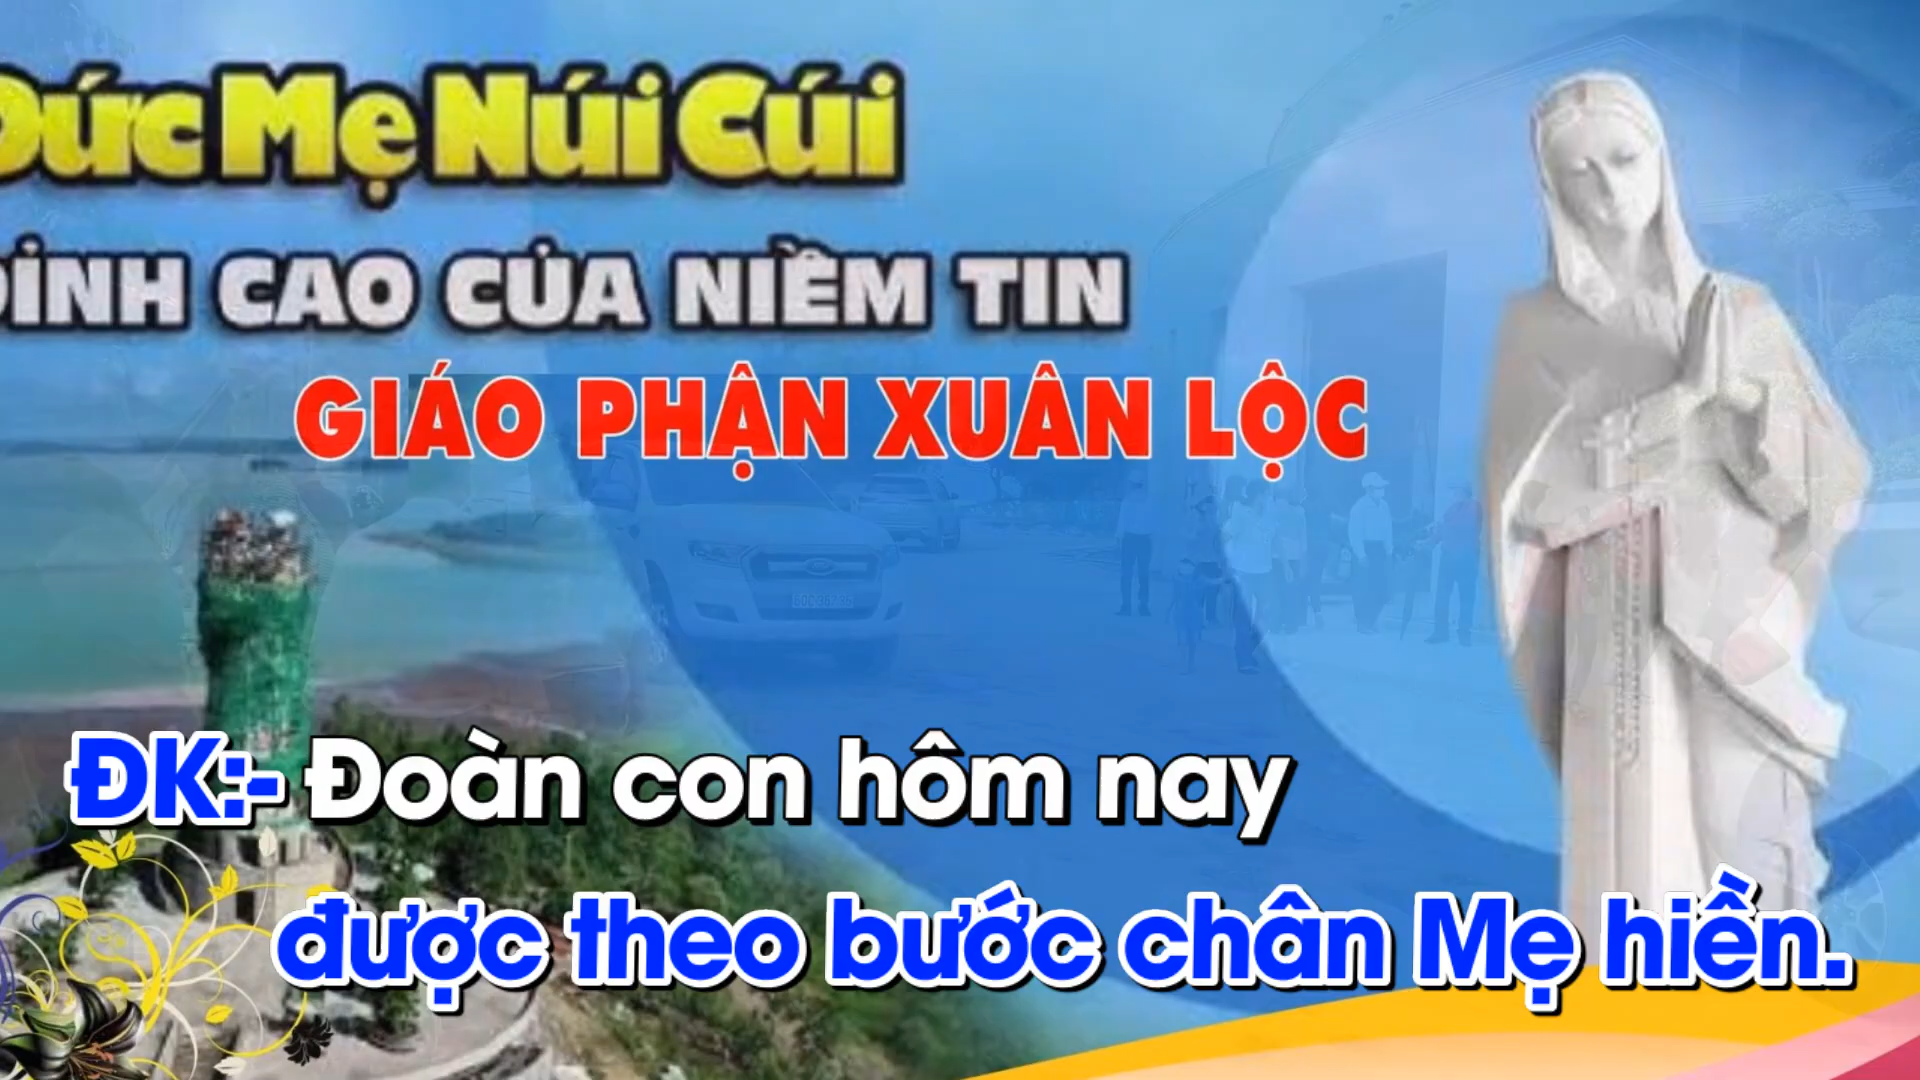 Đức Mẹ Núi Cúi
ĐỈNH CAO CỦA NIỀM TIN
GIÁO PHẬN XUÂN LỘC
ĐK:- Đoàn con hôm nay
được theo bước chân Mẹ hiền.